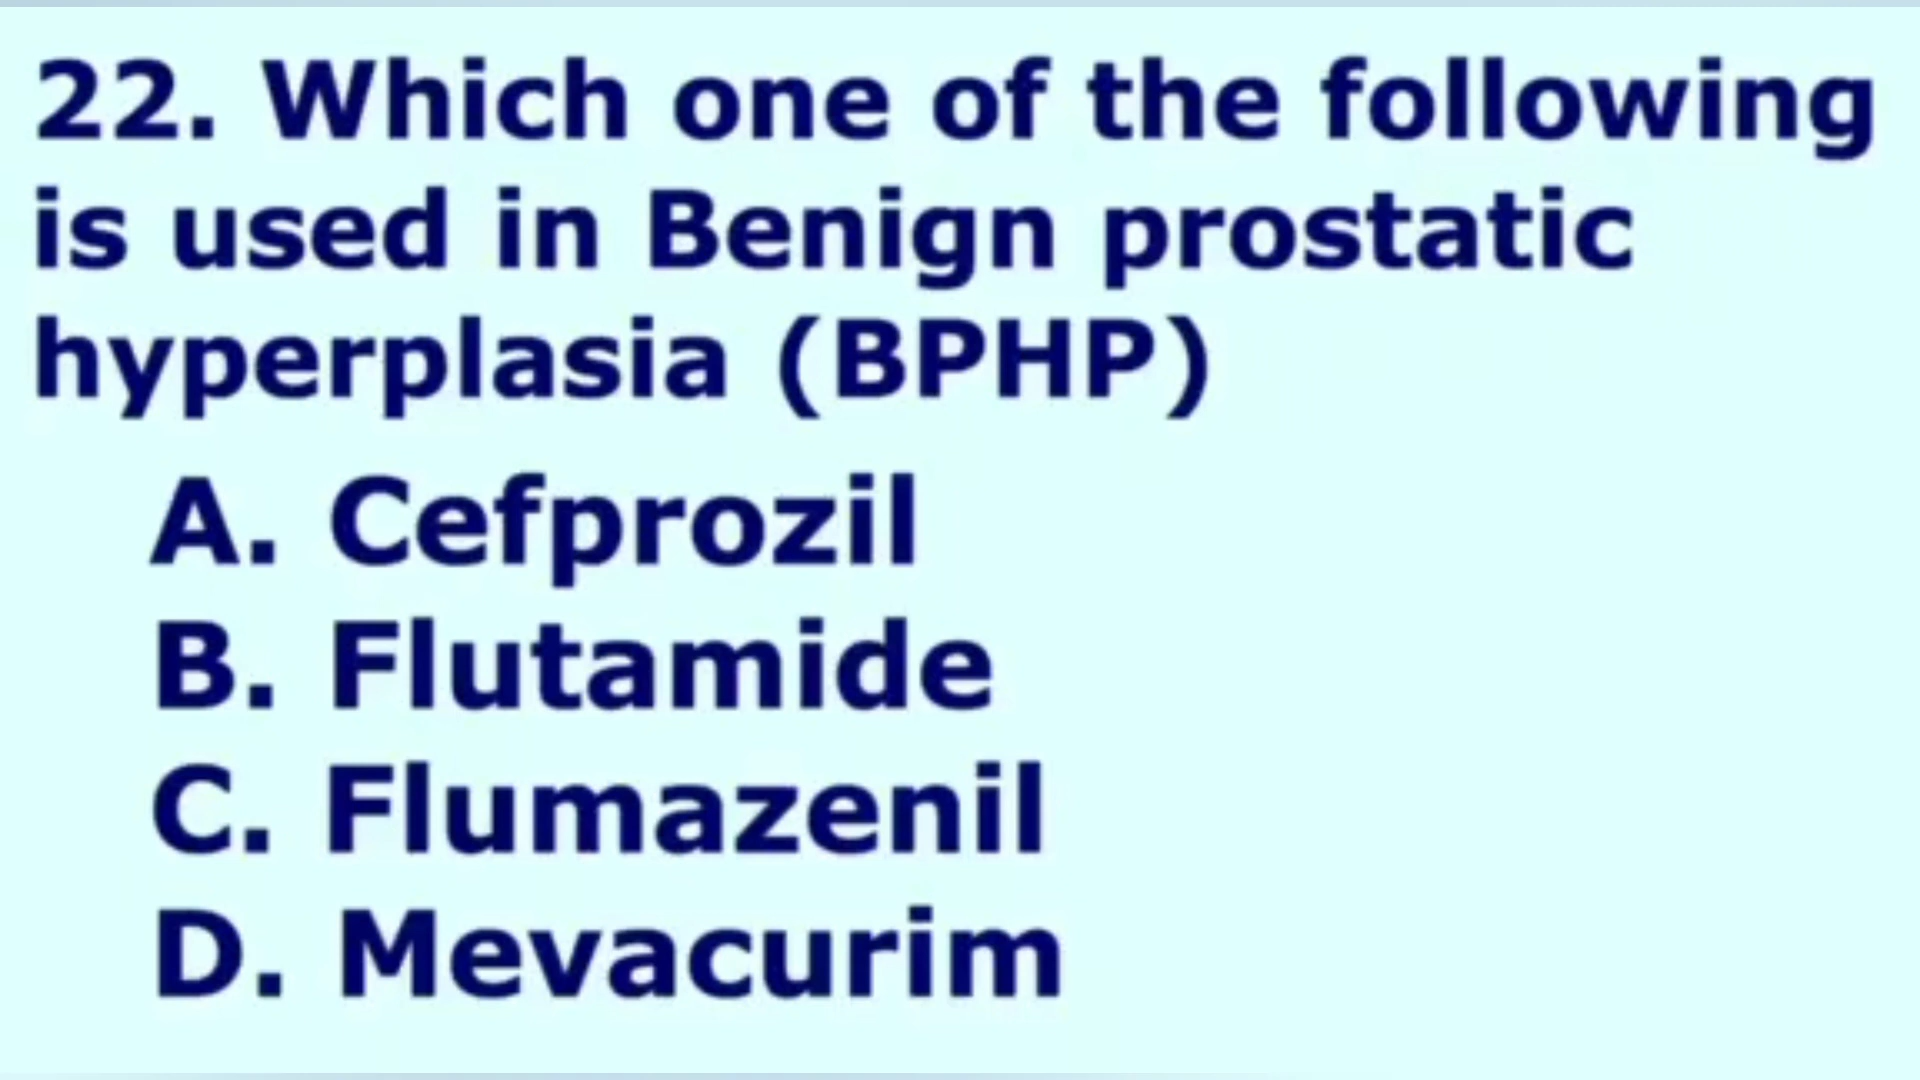 22. Which one of the following
is used in Benign prostatic
hyperplasia (BPHP)
A. Cefprozil
B. Flutamide
C. Flumazenil
D. Mevacurim